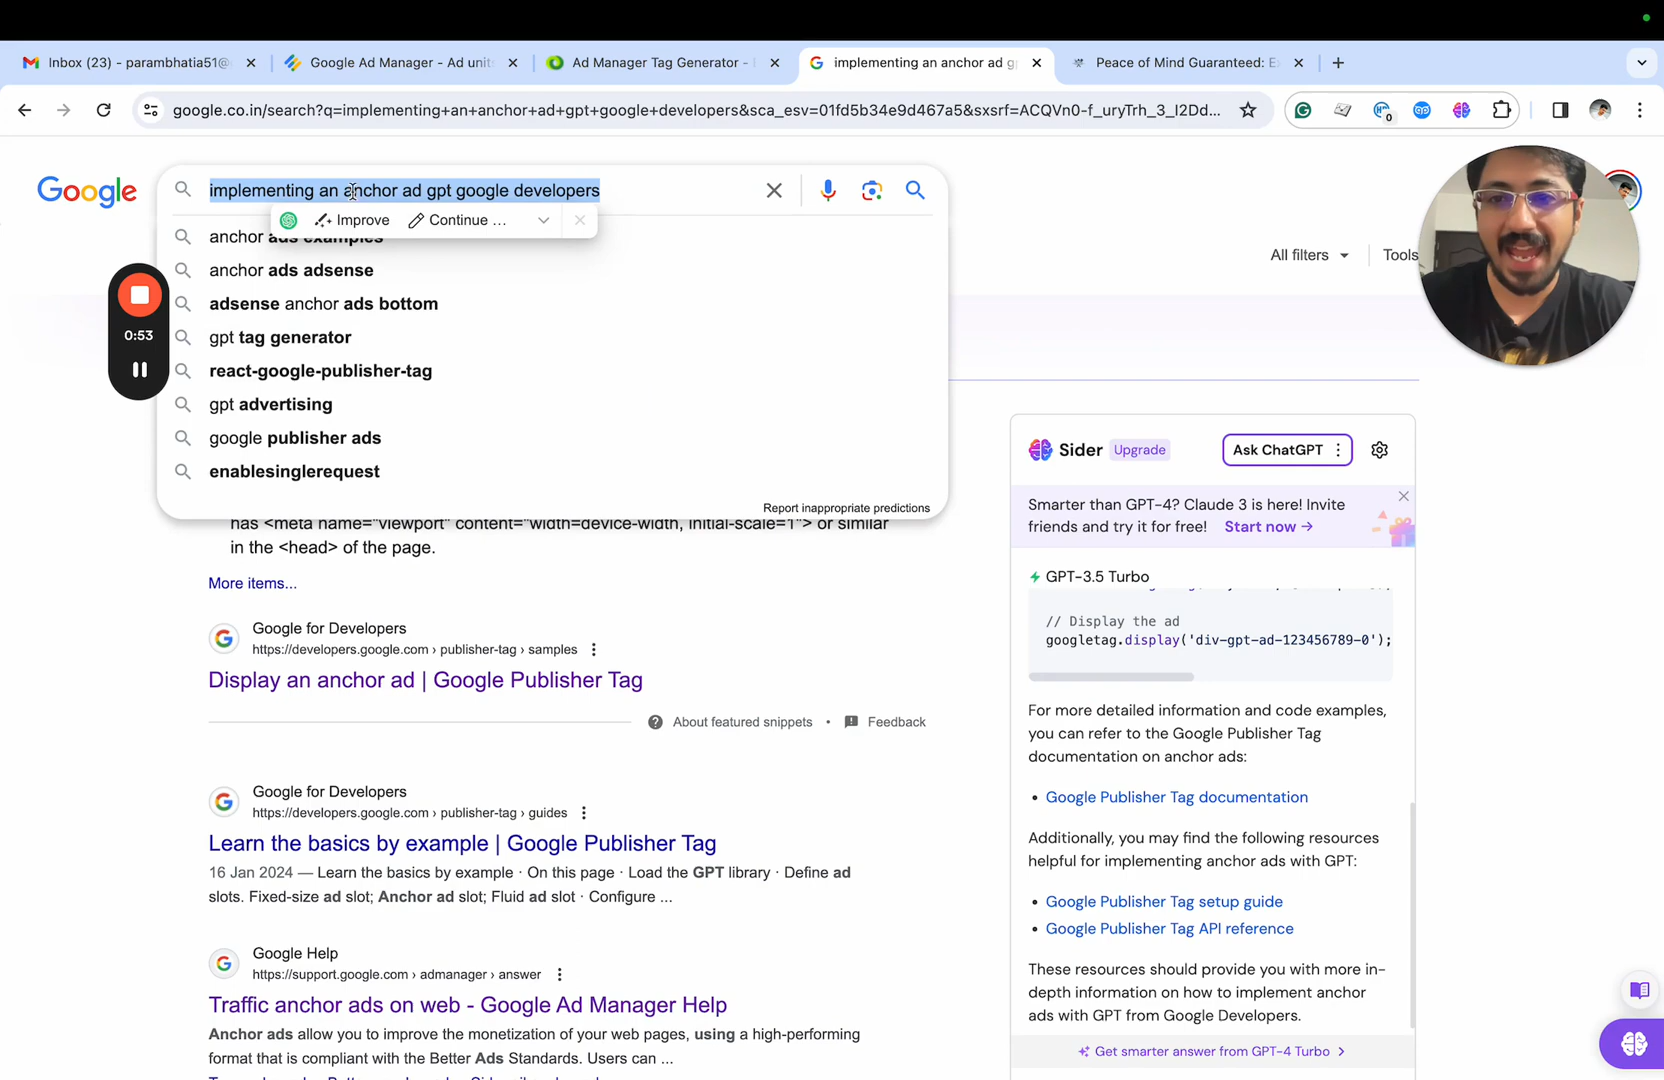 Inbox (23) - parambhatia51@
Google Ad Manager - Ad units
Ad Manager Tag Generator -
implementing an anchor ad g
Peace of Mind Guaranteed: E
google.co.in/search?q=implementing+an+anchor+ad+gpt+google+developers&sca_esv=01fd5b34e9d467a5&sxsrf=ACQVn0-f_uryTrh_3_I2Dd...
0
Google
implementing an anchor ad gpt google developers
Improve
Continue ...
anchor ads examples
anchor ads adsense
adsense anchor ads bottom
gpt tag generator
react-google-publisher-tag
gpt advertising
google publisher ads
enablesinglerequest
Report inappropriate predictions
0:53
All filters
Tools
has <meta name="viewport" content="width=device-width, initial-scale=1"> or similar
in the <head> of the page.
More items...
Google for Developers
https://developers.google.com › publisher-tag › samples
Display an anchor ad | Google Publisher Tag
About featured snippets
•
Feedback
Google for Developers
https://developers.google.com › publisher-tag › guides
Learn the basics by example | Google Publisher Tag
16 Jan 2024 — Learn the basics by example · On this page · Load the GPT library · Define ad
slots. Fixed-size ad slot; Anchor ad slot; Fluid ad slot · Configure ...
Google Help
https://support.google.com › admanager › answer
Traffic anchor ads on web - Google Ad Manager Help
Anchor ads allow you to improve the monetization of your web pages, using a high-performing
format that is compliant with the Better Ads Standards. Users can ...
Sider
Upgrade
Ask ChatGPT
Smarter than GPT-4? Claude 3 is here! Invite
friends and try it for free! Start now →
GPT-3.5 Turbo
// Display the ad
googletag.display('div-gpt-ad-123456789-0');
For more detailed information and code examples,
you can refer to the Google Publisher Tag
documentation on anchor ads:
• Google Publisher Tag documentation
Additionally, you may find the following resources
helpful for implementing anchor ads with GPT:
• Google Publisher Tag setup guide
• Google Publisher Tag API reference
These resources should provide you with more in-
depth information on how to implement anchor
ads with GPT from Google Developers.
Get smarter answer from GPT-4 Turbo